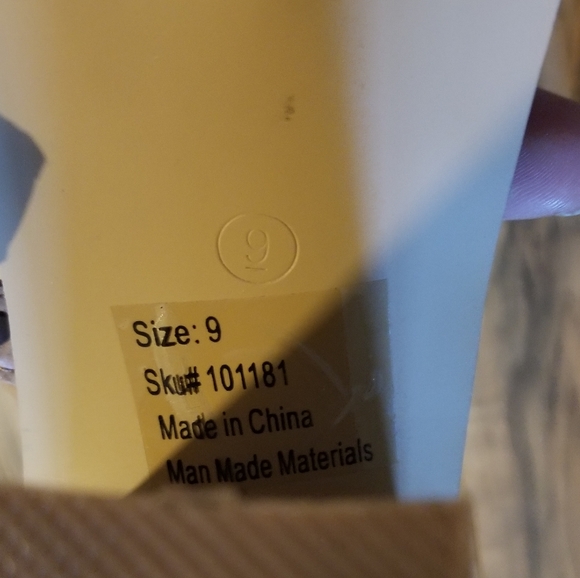 9
Size: 9
Sku# 101181
Made in China
Man Made Materials